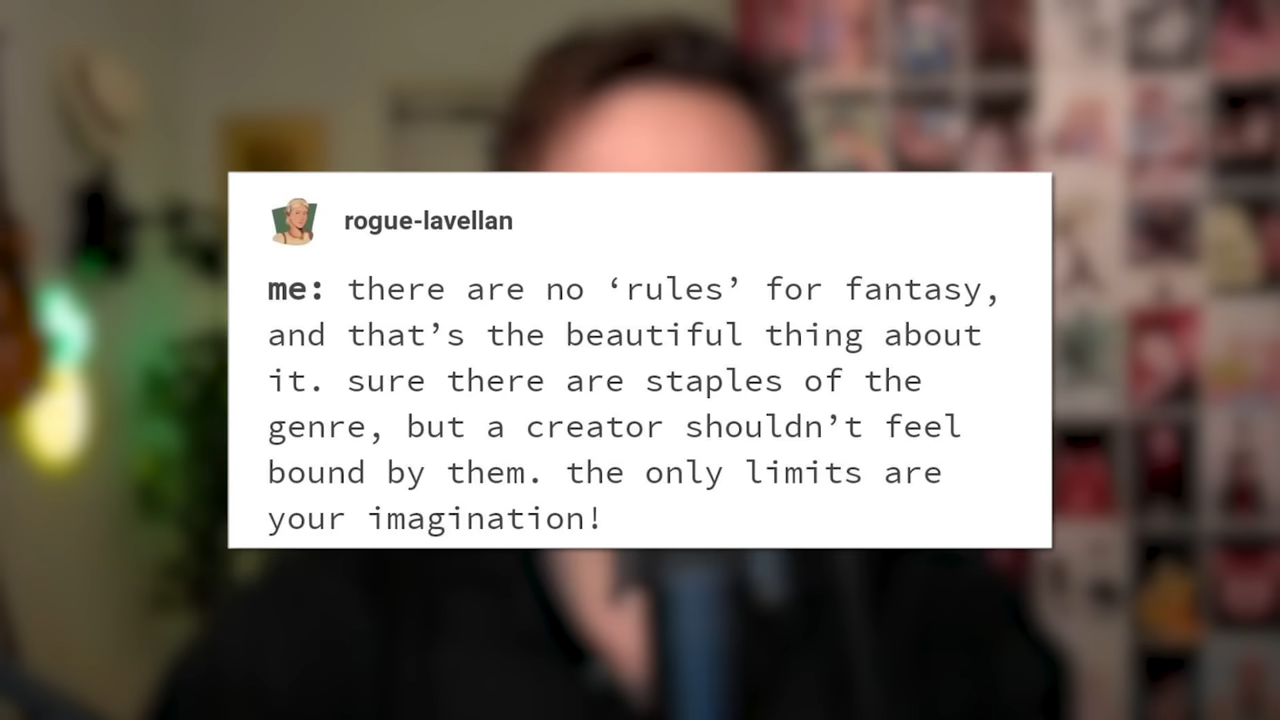 rogue-lavellan
me: there are no ‘rules’ for fantasy,
and that’s the beautiful thing about
it. sure there are staples of the
genre, but a creator shouldn’t feel
bound by them. the only limits are
your imagination!